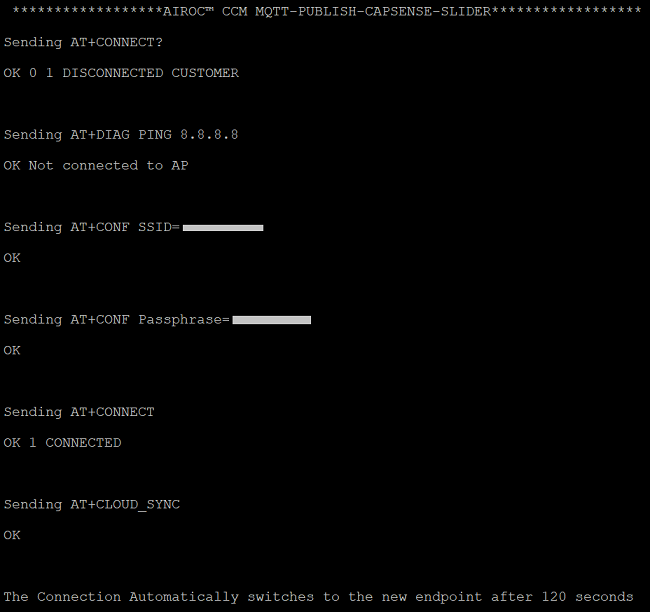 ******************AIROC™ CCM MQTT-PUBLISH-CAPSENSE-SLIDER******************
Sending AT+CONNECT?
OK 0 1 DISCONNECTED CUSTOMER
Sending AT+DIAG PING 8.8.8.8
OK Not connected to AP
Sending AT+CONF SSID=
OK
Sending AT+CONF Passphrase=
OK
Sending AT+CONNECT
OK 1 CONNECTED
Sending AT+CLOUD_SYNC
OK
The Connection Automatically switches to the new endpoint after 120 seconds